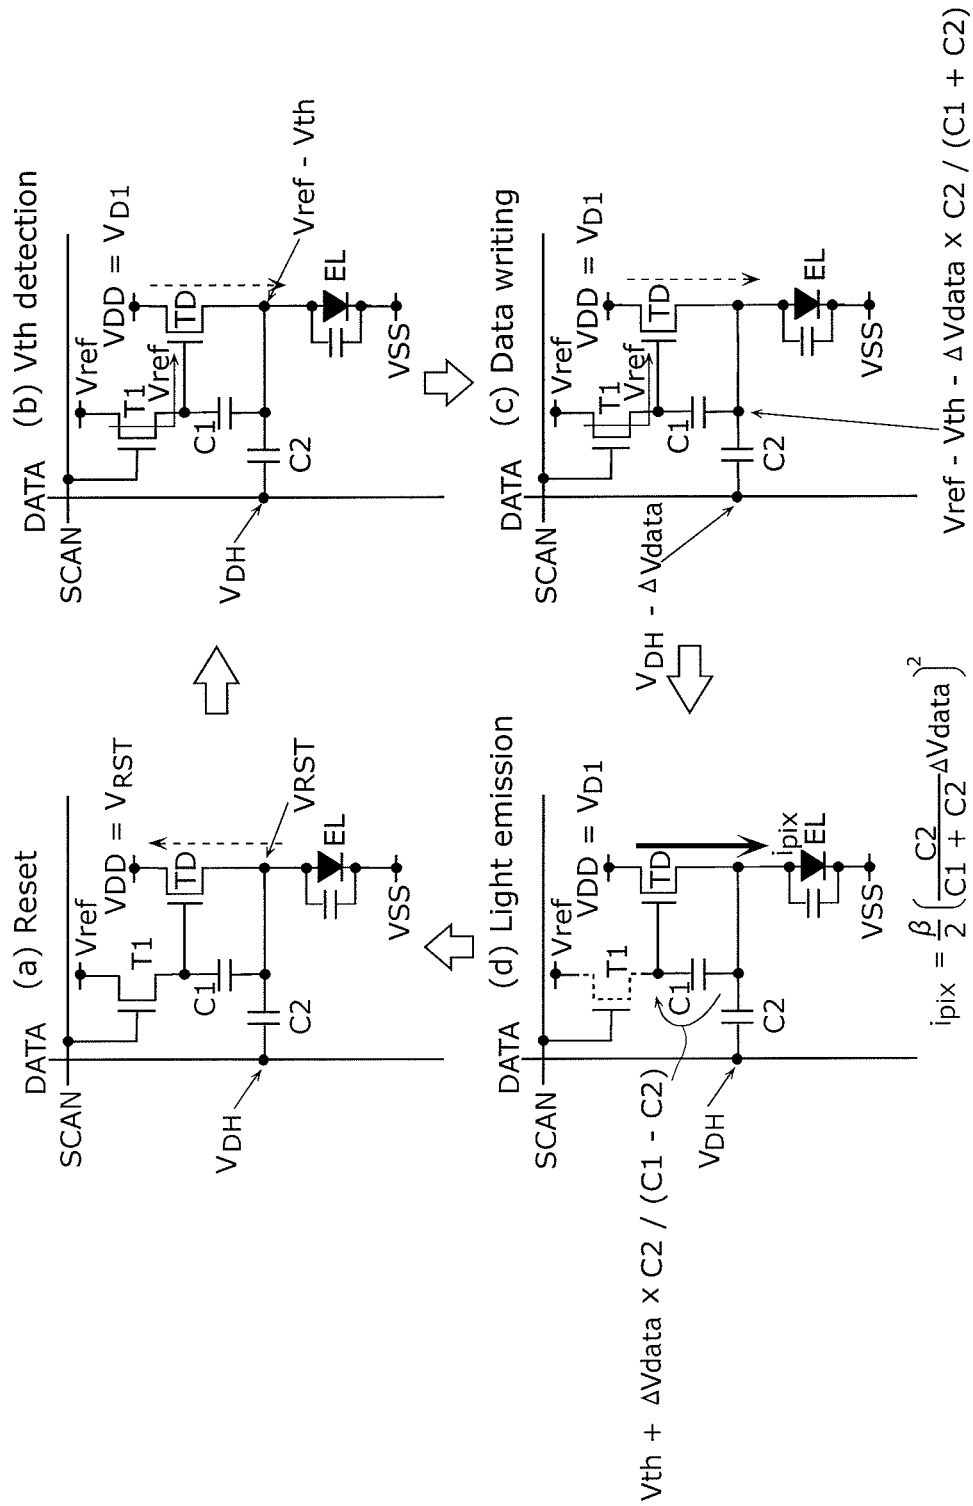 (a) Reset
DATA
SCAN
Vref
VDD = VRST
T1
TD
C1
C2
VDH
VRST
EL
VSS
(b) Vth detection
DATA
SCAN
Vref
VDD = VD1
T1
Vref
TD
C1
C2
VDH
Vref - Vth
EL
VSS
(c) Data writing
DATA
SCAN
Vref
VDD = VD1
T1
Vref
TD
C1
C2
VDH - ΔVdata
EL
VSS
Vref - Vth - ΔVdata x C2 / (C1 + C2)
(d) Light emission
DATA
SCAN
Vref
VDD = VD1
T1
TD
C1
C2
VDH
ipix
EL
VSS
Vth + ΔVdata x C2 / (C1 - C2)
ipix = β/2 (C2/(C1 + C2) ΔVdata)²